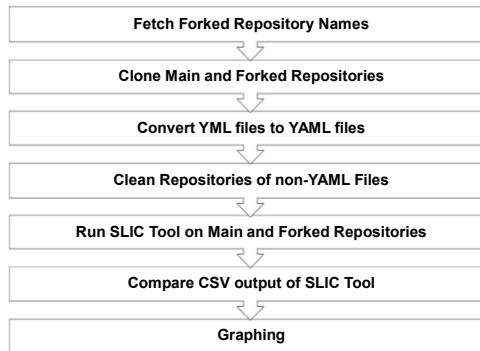 Fetch Forked Repository Names
Clone Main and Forked Repositories
Convert YML files to YAML files
Clean Repositories of non-YAML Files
Run SLIC Tool on Main and Forked Repositories
Compare CSV output of SLIC Tool
Graphing